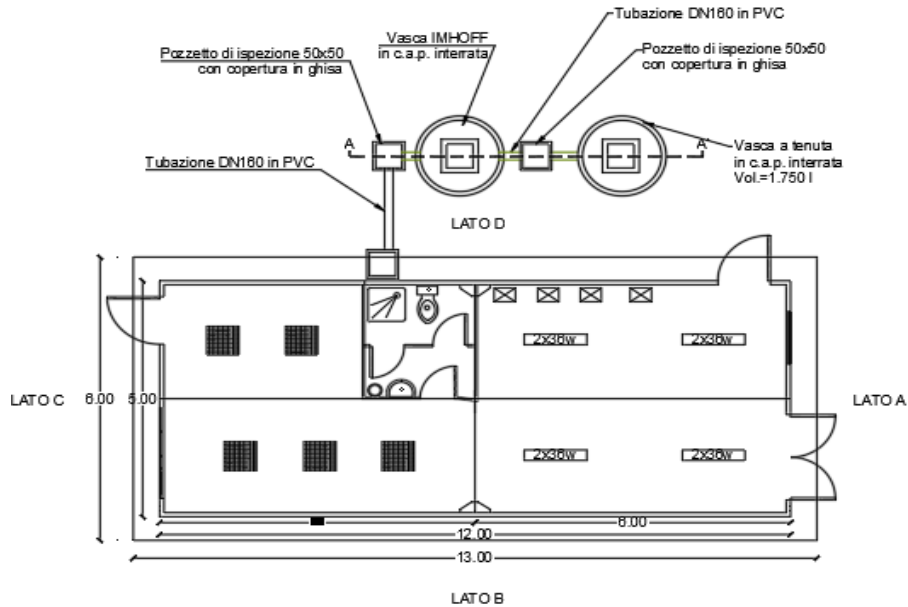 Tubazione DN160 in PVC
Vasca IMHOFF
in c.a.p. interrata
Pozzetto di ispezione 50x50
con copertura in ghisa
Pozzetto di ispezione 50x50
con copertura in ghisa
A
A'
Tubazione DN160 in PVC
Vasca a tenuta
in c.a.p. interrata
Vol.=1.750 l
LATO D
2x36w
2x36w
LATO C
6.00
5.00
LATO A
2x36w
2x36w
6.00
12.00
13.00
LATO B